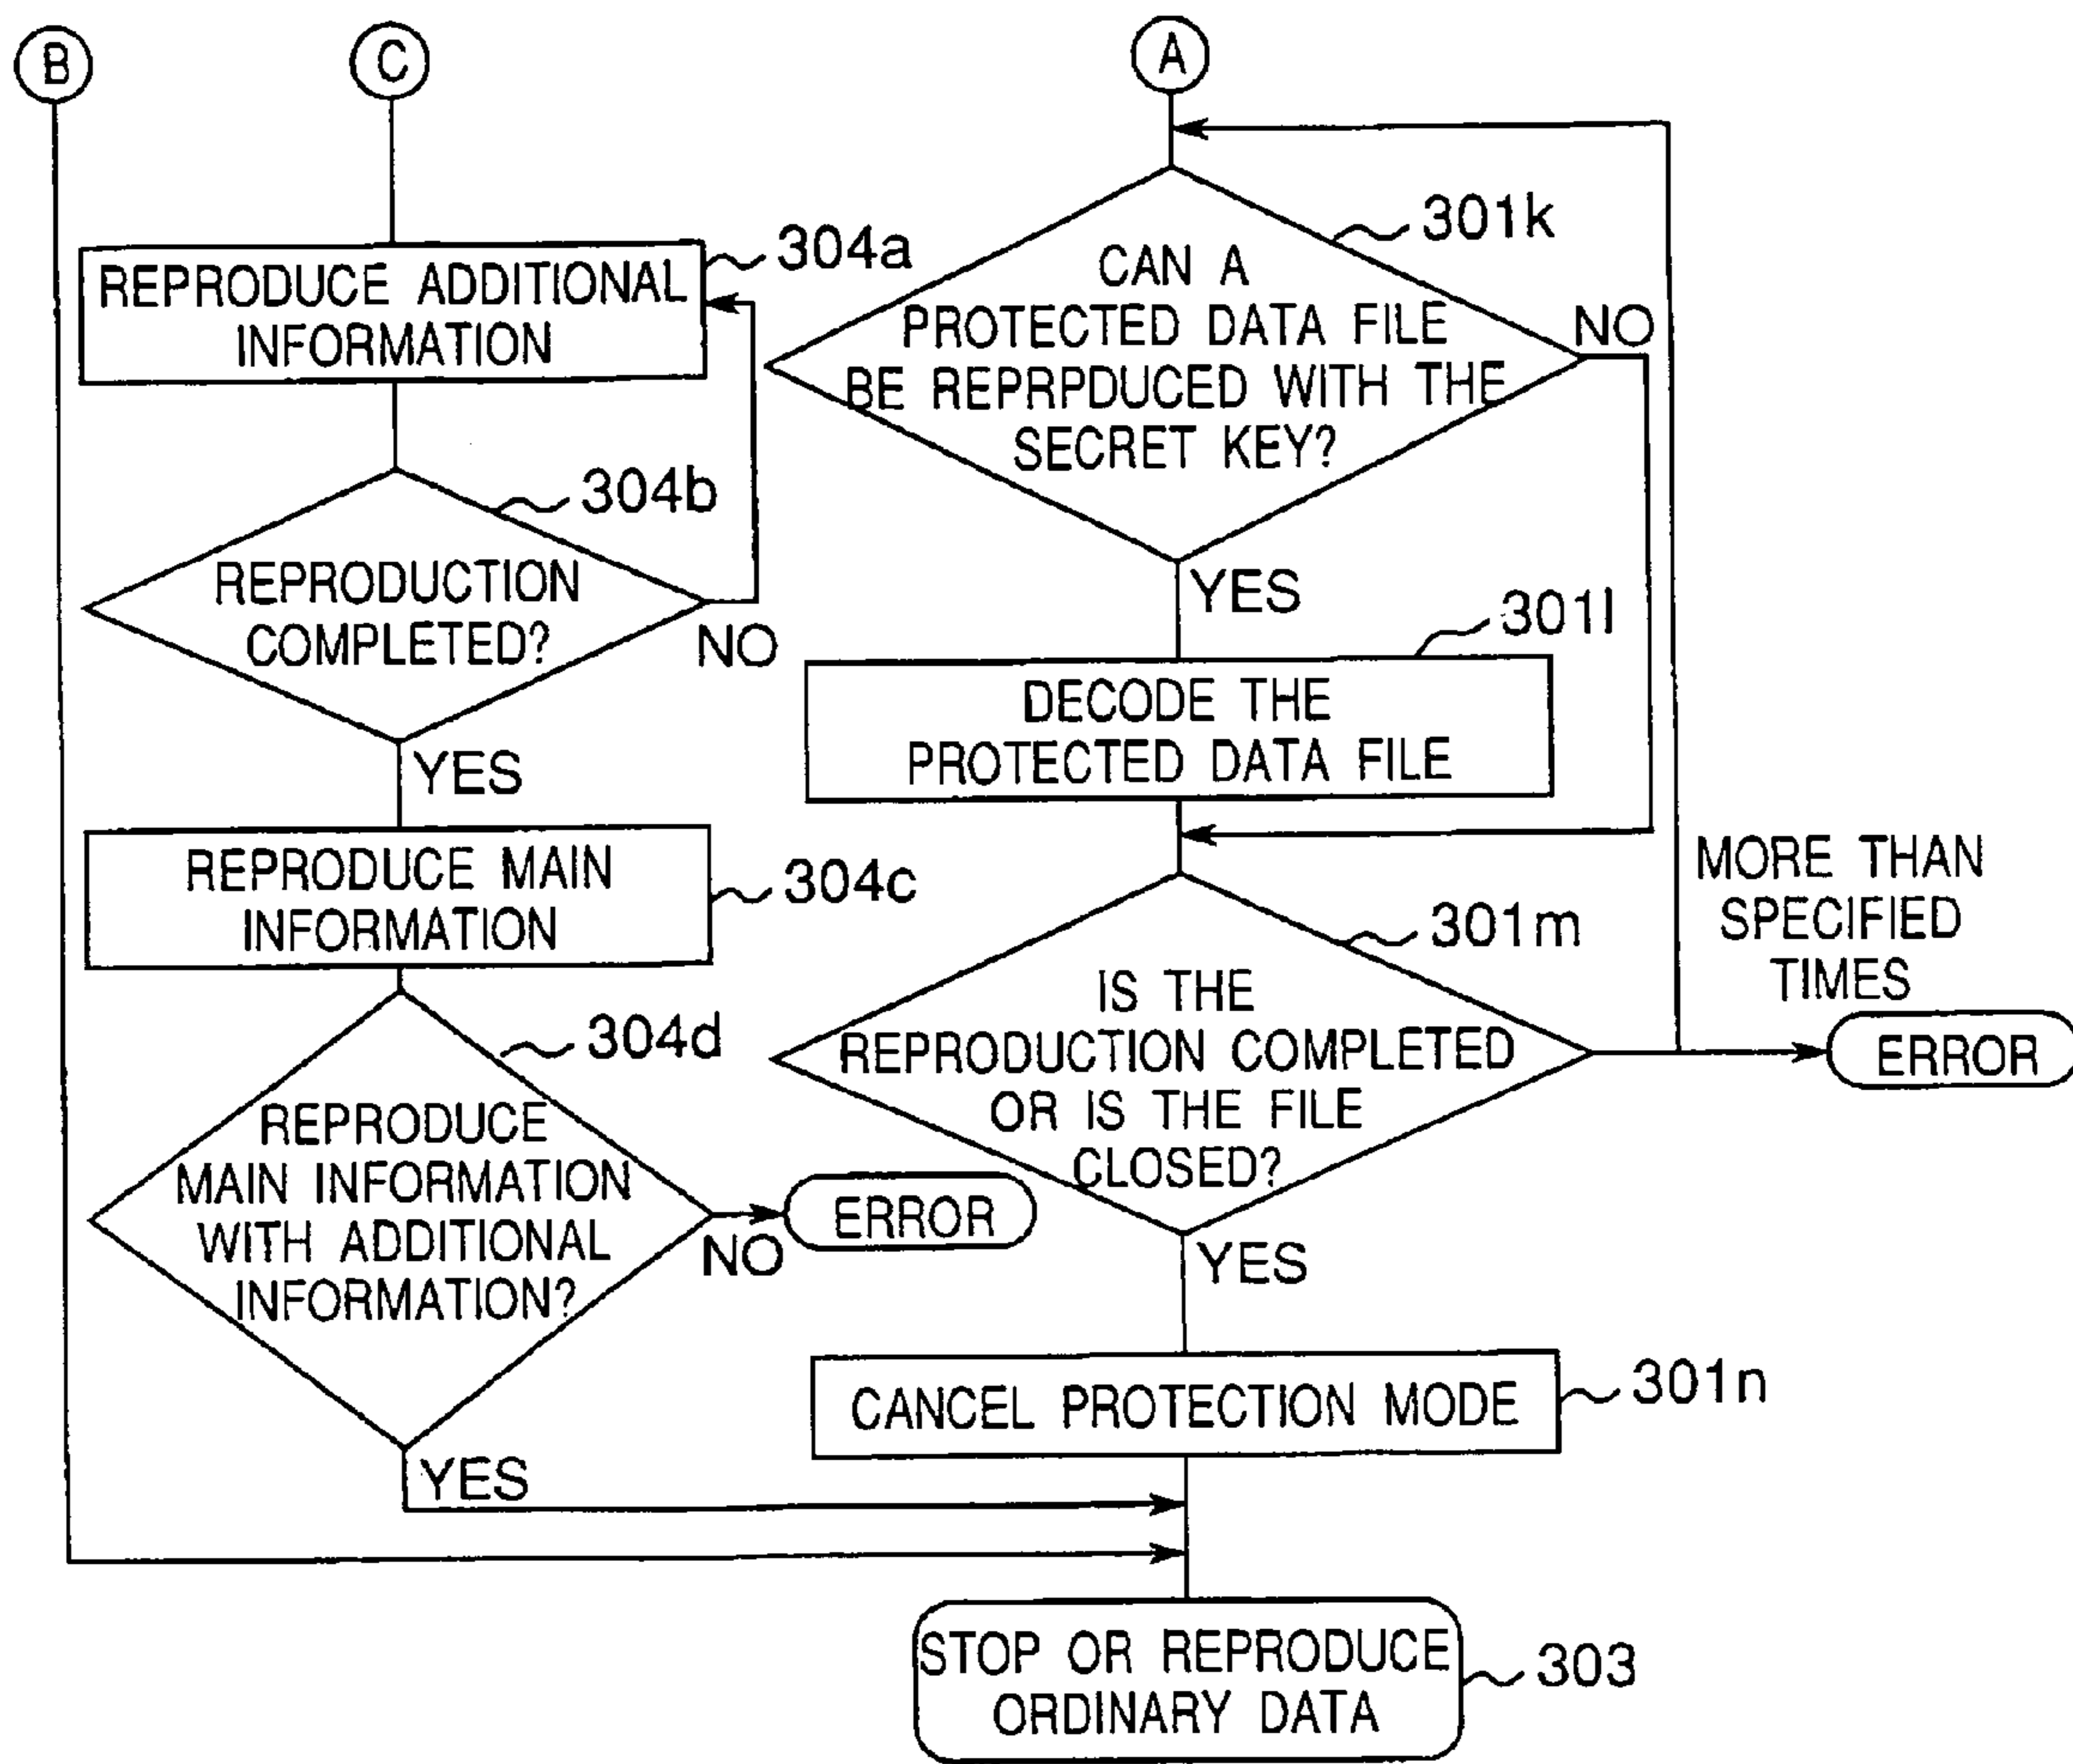 B
C
A
304a
REPRODUCE ADDITIONAL
INFORMATION
304b
REPRODUCTION
COMPLETED?
NO
YES
REPRODUCE MAIN
INFORMATION
304c
304d
REPRODUCE
MAIN INFORMATION
WITH ADDITIONAL
INFORMATION?
NO
ERROR
YES
301k
CAN A
PROTECTED DATA FILE
BE REPRPDUCED WITH THE
SECRET KEY?
NO
YES
301l
DECODE THE
PROTECTED DATA FILE
301m
IS THE
REPRODUCTION COMPLETED
OR IS THE FILE
CLOSED?
MORE THAN
SPECIFIED
TIMES
ERROR
YES
CANCEL PROTECTION MODE
301n
STOP OR REPRODUCE
ORDINARY DATA
303